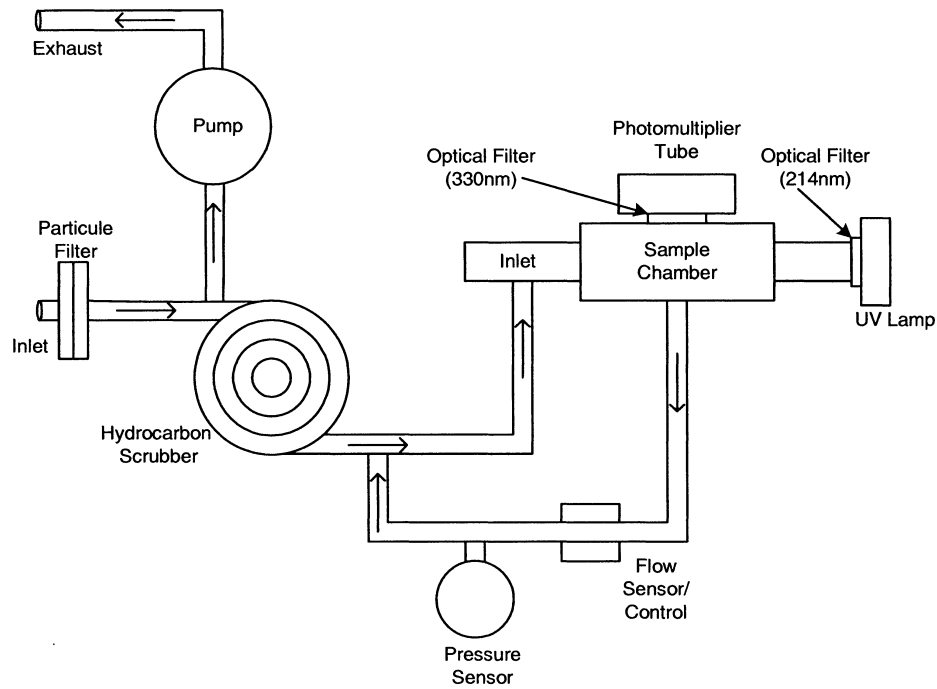 Exhaust
Pump
Photomultiplier
Tube
Optical Filter
(330nm)
Optical Filter
(214nm)
Particule
Filter
Inlet
Sample
Chamber
Inlet
UV Lamp
Hydrocarbon
Scrubber
Flow
Sensor/
Control
Pressure
Sensor